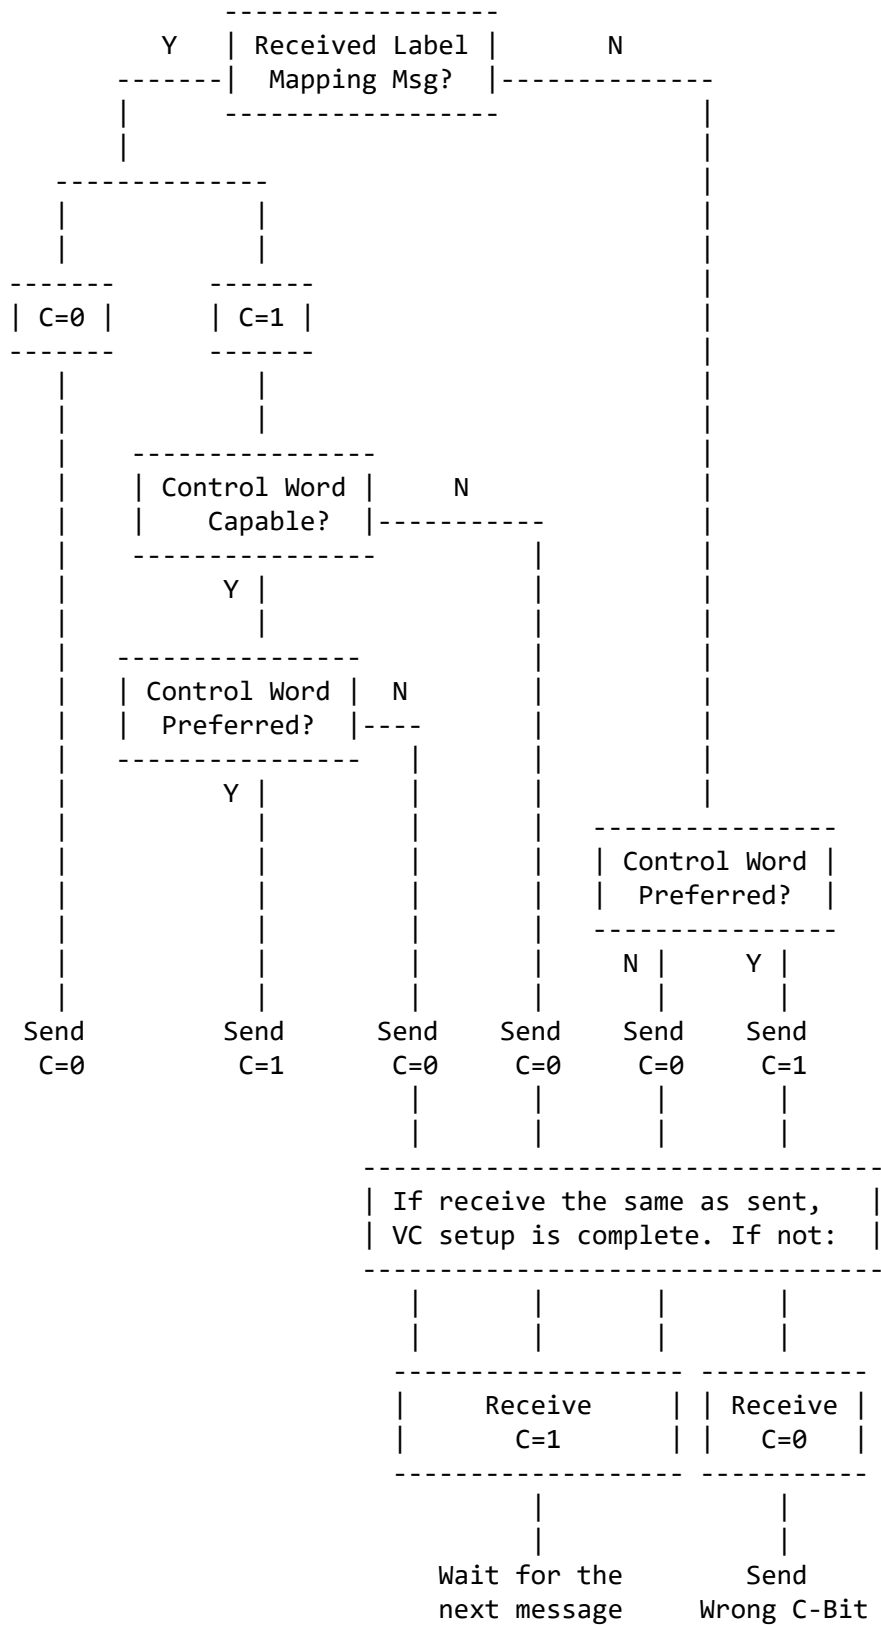 Y Received Label N
Mapping Msg?
C=0 C=1
Control Word N
Capable?
Y
Control Word N
Preferred?
Y
Control Word
Preferred?
N Y
Send Send Send Send Send Send
C=0 C=1 C=0 C=0 C=0 C=1
If receive the same as sent,
VC setup is complete. If not:
Receive Receive
C=1 C=0
Wait for the Send
next message Wrong C-Bit